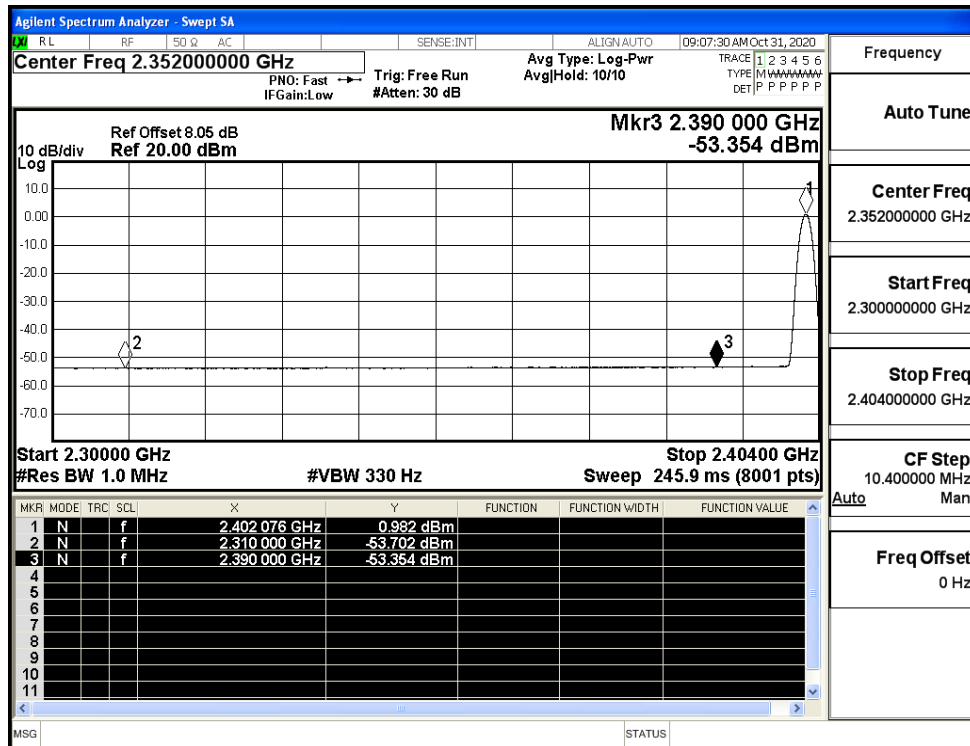 Agilent Spectrum Analyzer - Swept SA
LXI RL RF 50 Ω AC SENSE:INT ALIGN AUTO 09:07:30 AM Oct 31, 2020
Center Freq 2.352000000 GHz
PNO: Fast
IFGain:Low
Trig: Free Run
#Atten: 30 dB
Avg Type: Log-Pwr
Avg|Hold: 10/10
TRACE 1 2 3 4 5 6
TYPE M WWWWW
DET P P P P P P
Ref Offset 8.05 dB
10 dB/div Ref 20.00 dBm
Log
Mkr3 2.390 000 GHz
-53.354 dBm
10.0
0.00
-10.0
-20.0
-30.0
-40.0
-50.0
-60.0
-70.0
1
2
3
Start 2.30000 GHz Stop 2.40400 GHz
#Res BW 1.0 MHz #VBW 330 Hz Sweep 245.9 ms (8001 pts)
MKR MODE TRC SCL X Y FUNCTION FUNCTION WIDTH FUNCTION VALUE
1 N f 2.402 076 GHz 0.982 dBm
2 N f 2.310 000 GHz -53.702 dBm
3 N f 2.390 000 GHz -53.354 dBm
4
5
6
7
8
9
10
11
MSG STATUS
Frequency
Auto Tune
Center Freq
2.352000000 GHz
Start Freq
2.300000000 GHz
Stop Freq
2.404000000 GHz
CF Step
10.400000 MHz
Auto Man
Freq Offset
0 Hz